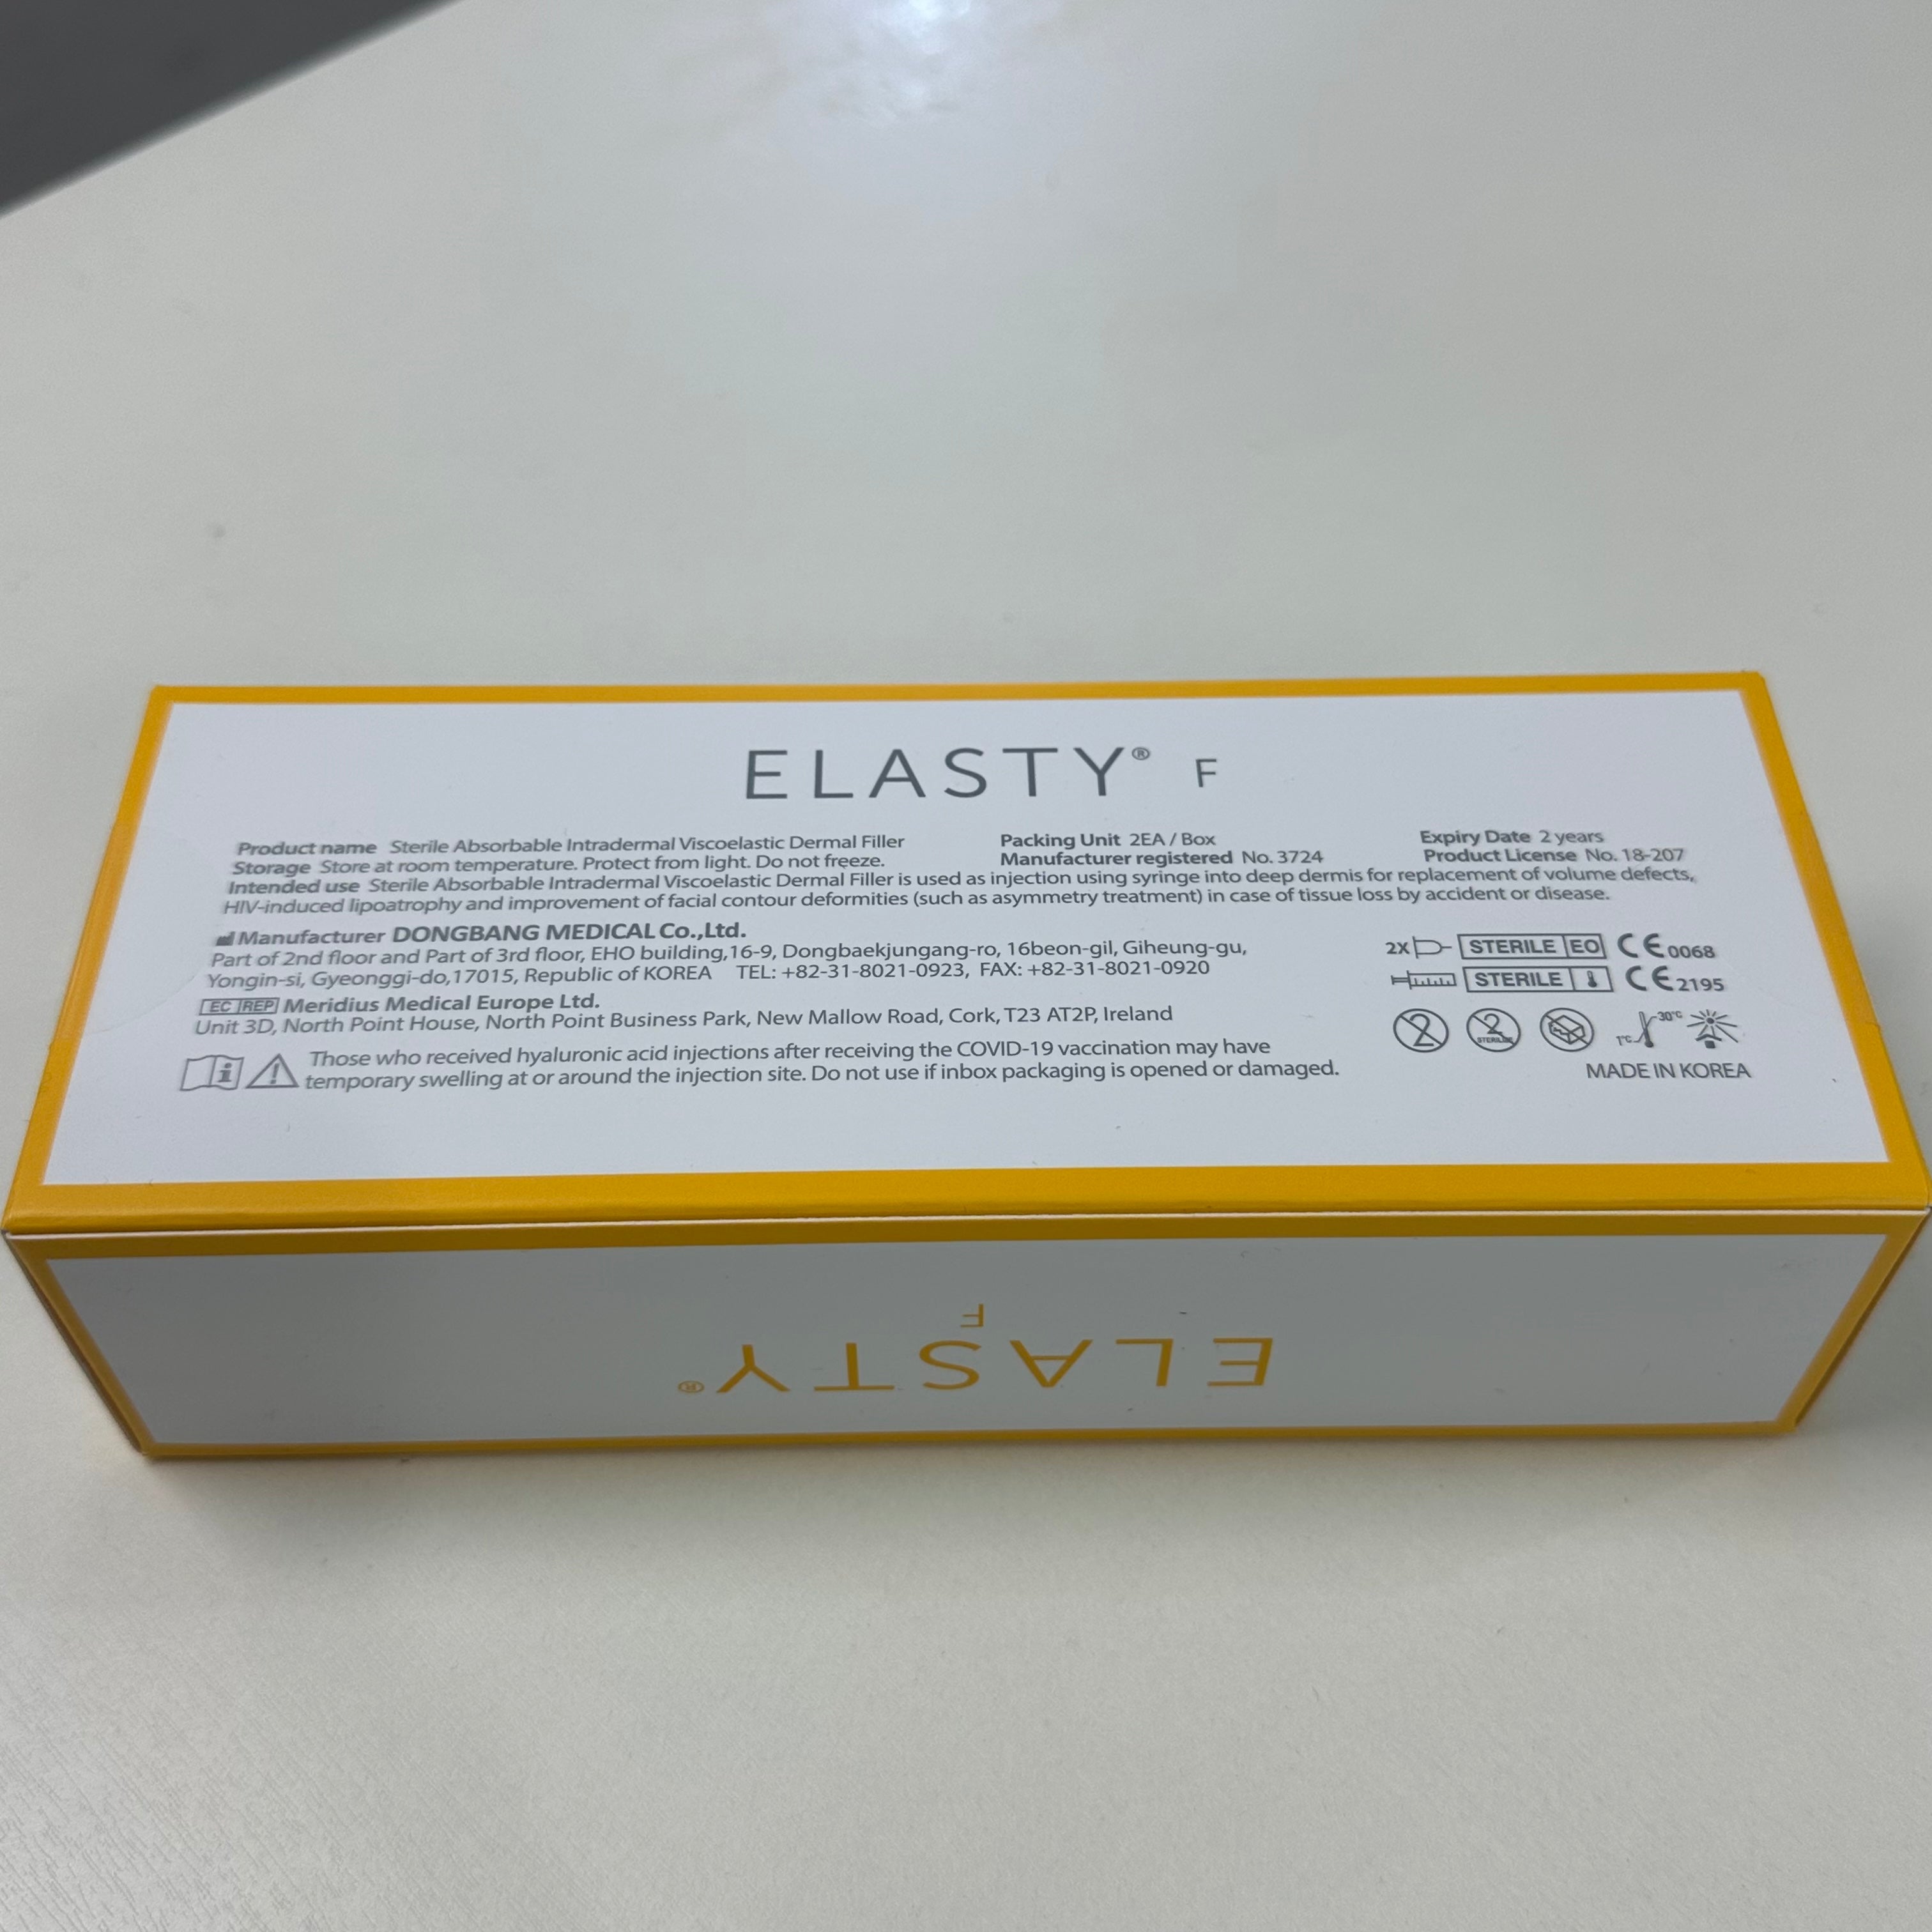 ELASTY® F
Product name Sterile Absorbable Intradermal Viscoelastic Dermal Filler Packing Unit 2EA / Box Expiry Date 2 years
Storage Store at room temperature. Protect from light. Do not freeze. Manufacturer registered No. 3724 Product License No. 18-207
Intended use Sterile Absorbable Intradermal Viscoelastic Dermal Filler is used as injection using syringe into deep dermis for replacement of volume defects,
HIV-induced lipoatrophy and improvement of facial contour deformities (such as asymmetry treatment) in case of tissue loss by accident or disease.
Manufacturer DONGBANG MEDICAL Co.,Ltd.
Part of 2nd floor and Part of 3rd floor, EHO building,16-9, Dongbaekjungang-ro, 16beon-gil, Giheung-gu,
Yongin-si, Gyeonggi-do,17015, Republic of KOREA TEL: +82-31-8021-0923, FAX: +82-31-8021-0920
EC REP Meridius Medical Europe Ltd.
Unit 3D, North Point House, North Point Business Park, New Mallow Road, Cork, T23 AT2P, Ireland
Those who received hyaluronic acid injections after receiving the COVID-19 vaccination may have
temporary swelling at or around the injection site. Do not use if inbox packaging is opened or damaged.
2X STERILE EO CE 0068
STERILE CE 2195
2 2 STERILIZE 1°C 30°C
MADE IN KOREA
ELASTY®
F